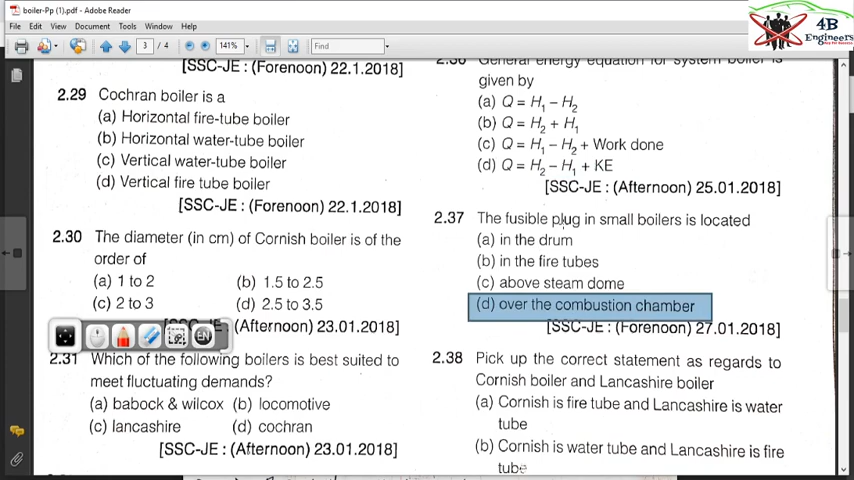 boiler-Pp (1).pdf - Adobe Reader
File Edit View Document Tools Window Help
3 / 4 141% Find
4B
Engineers
[SSC-JE : (Forenoon) 22.1.2018]
2.29 Cochran boiler is a
(a) Horizontal fire-tube boiler
(b) Horizontal water-tube boiler
(c) Vertical water-tube boiler
(d) Vertical fire tube boiler
[SSC-JE : (Forenoon) 22.1.2018]
2.30 The diameter (in cm) of Cornish boiler is of the
order of
(a) 1 to 2 (b) 1.5 to 2.5
(c) 2 to 3 (d) 2.5 to 3.5
(Afternoon) 23.01.2018]
EN
2.31 Which of the following boilers is best suited to
meet fluctuating demands?
(a) babock & wilcox (b) locomotive
(c) lancashire (d) cochran
[SSC-JE : (Afternoon) 23.01.2018]
2.36 General energy equation for system boiler is
given by
(a) Q = H₁ – H₂
(b) Q = H₂ + H₁
(c) Q = H₁ – H₂ + Work done
(d) Q = H₂ – H₁ + KE
[SSC-JE : (Afternoon) 25.01.2018]
2.37 The fusible plug in small boilers is located
(a) in the drum
(b) in the fire tubes
(c) above steam dome
(d) over the combustion chamber
[SSC-JE : (Forenoon) 27.01.2018]
2.38 Pick up the correct statement as regards to
Cornish boiler and Lancashire boiler
(a) Cornish is fire tube and Lancashire is water
tube
(b) Cornish is water tube and Lancashire is fire
tube